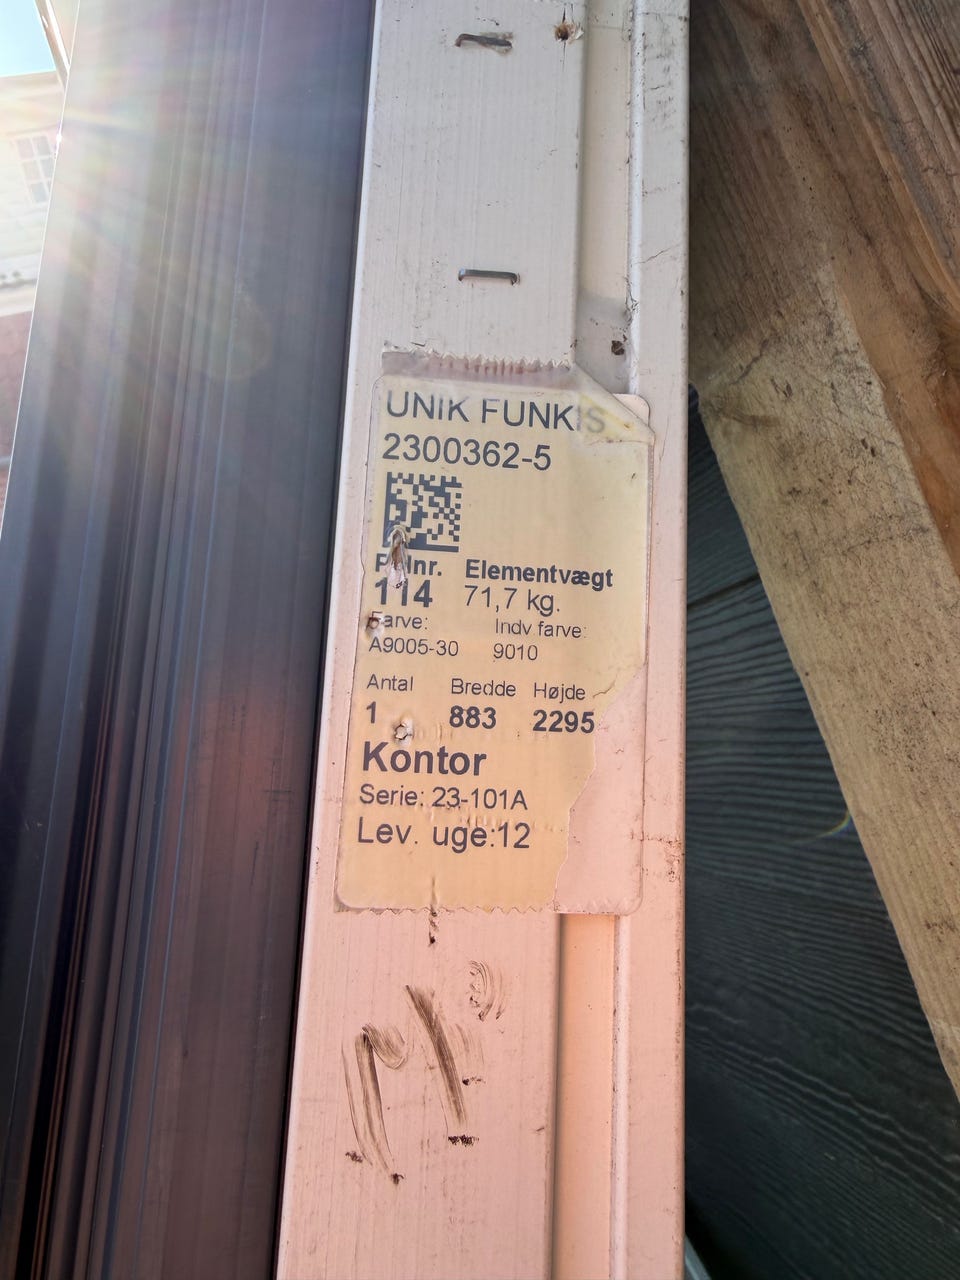 UNIK FUNKIS
2300362-5
Elementvægt
114 71,7 kg.
Farve: Indv farve:
A9005-30 9010
Antal Bredde Højde
1 883 2295
Kontor
Serie: 23-101A
Lev. uge:12